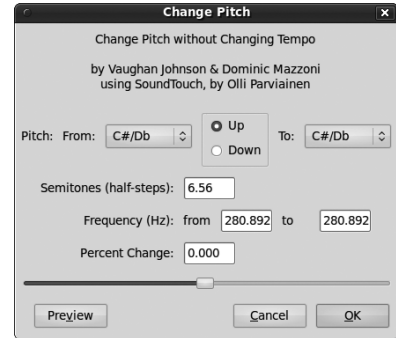 Change Pitch
Change Pitch without Changing Tempo
by Vaughan Johnson & Dominic Mazzoni
using SoundTouch, by Olli Parviainen
Pitch: From: C#/Db Up To: C#/Db
Down
Semitones (half-steps): 6.56
Frequency (Hz): from 280.892 to 280.892
Percent Change: 0.000
Preview Cancel OK